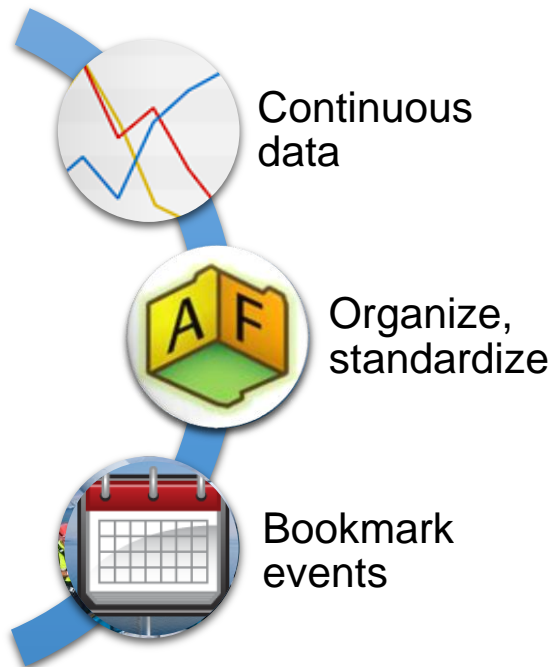 Continuous
data
A F
Organize,
standardize
Bookmark
events